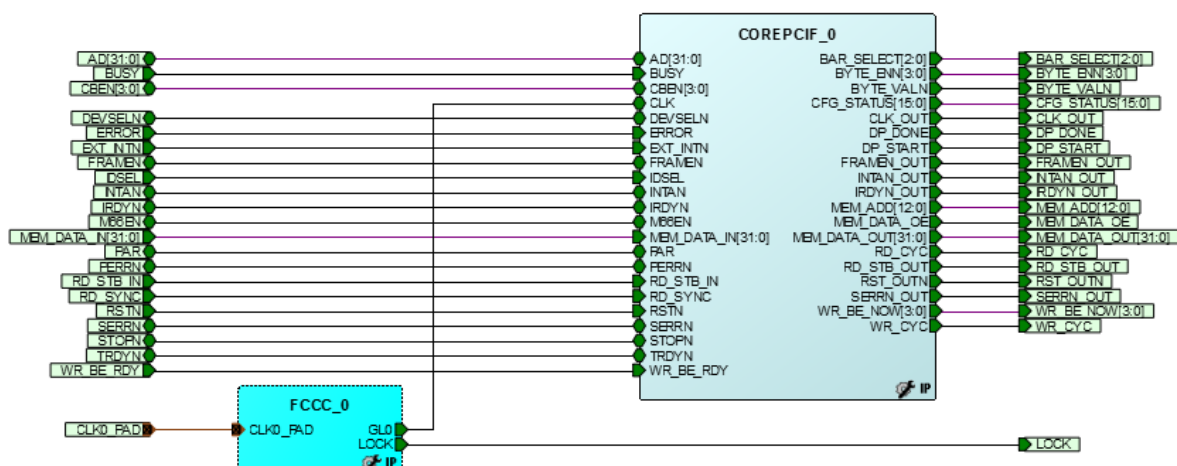 COREPCIF_0
AD[31:0] AD[31:0] BAR_SELECT[2:0] BAR_SELECT[2:0]
BUSY BUSY BYTE_ENN[3:0] BYTE_ENN[3:0]
CBEN[3:0] CBEN[3:0] BYTE_VALN BYTE_VALN
CLK CFG_STATUS[15:0] CFG_STATUS[15:0]
DEVSELN DEVSELN CLK_OUT CLK_OUT
ERROR ERROR DP_DONE DP_DONE
EXT_INTN EXT_INTN DP_START DP_START
FRAMEN FRAMEN FRAMEN_OUT FRAMEN_OUT
IDSEL IDSEL INTAN_OUT INTAN_OUT
INTAN INTAN IRDYN_OUT IRDYN_OUT
IRDYN IRDYN MEM_ADD[12:0] MEM_ADD[12:0]
M66EN M66EN MEM_DATA_OE MEM_DATA_OE
MEM_DATA_IN[31:0] MEM_DATA_IN[31:0] MEM_DATA_OUT[31:0] MEM_DATA_OUT[31:0]
PAR PAR RD_CYC RD_CYC
PERRN PERRN RD_STB_OUT RD_STB_OUT
RD_STB_IN RD_STB_IN RST_OUTN RST_OUTN
RD_SYNC RD_SYNC SERRN_OUT SERRN_OUT
RSTN RSTN WR_BE_NOW[3:0] WR_BE_NOW[3:0]
SERRN SERRN WR_CYC WR_CYC
STOPN STOPN
TRDYN TRDYN
WR_BE_RDY WR_BE_RDY
IP
FCCC_0
CLK0_PAD CLK0_PAD GL0
LOCK LOCK
IP